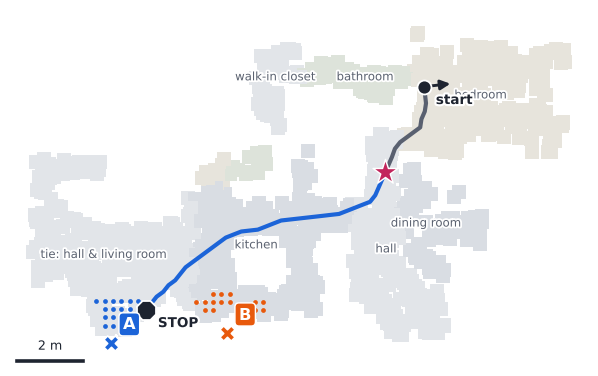 walk-in closet
bathroom
bedroom
start
dining room
hall
kitchen
tie: hall & living room
A
B
STOP
2 m